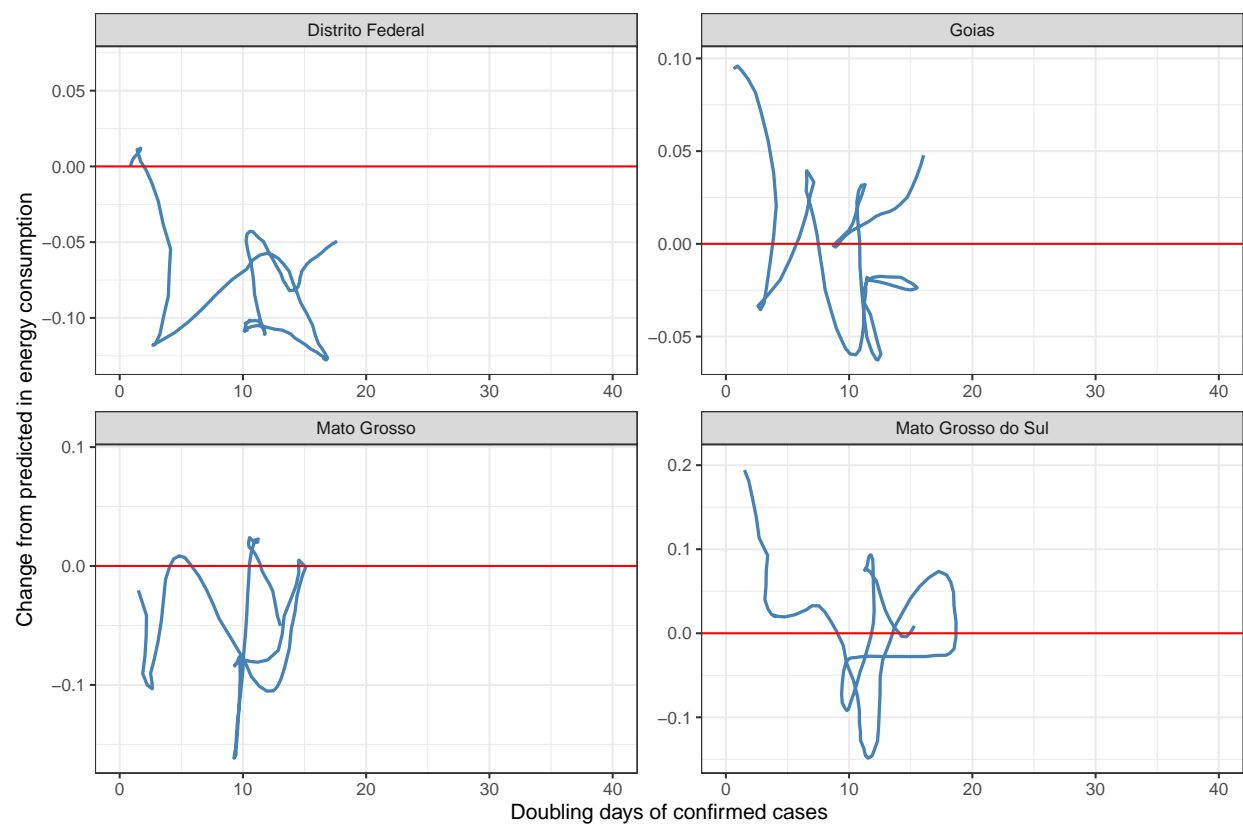 Distrito Federal
Goias
0.05
0.00
−0.05
−0.10
0.10
0.05
0.00
−0.05
0 10 20 30 40
0 10 20 30 40
Mato Grosso
Mato Grosso do Sul
0.1
0.0
−0.1
0.2
0.1
0.0
−0.1
0 10 20 30 40
0 10 20 30 40
Doubling days of confirmed cases
Change from predicted in energy consumption